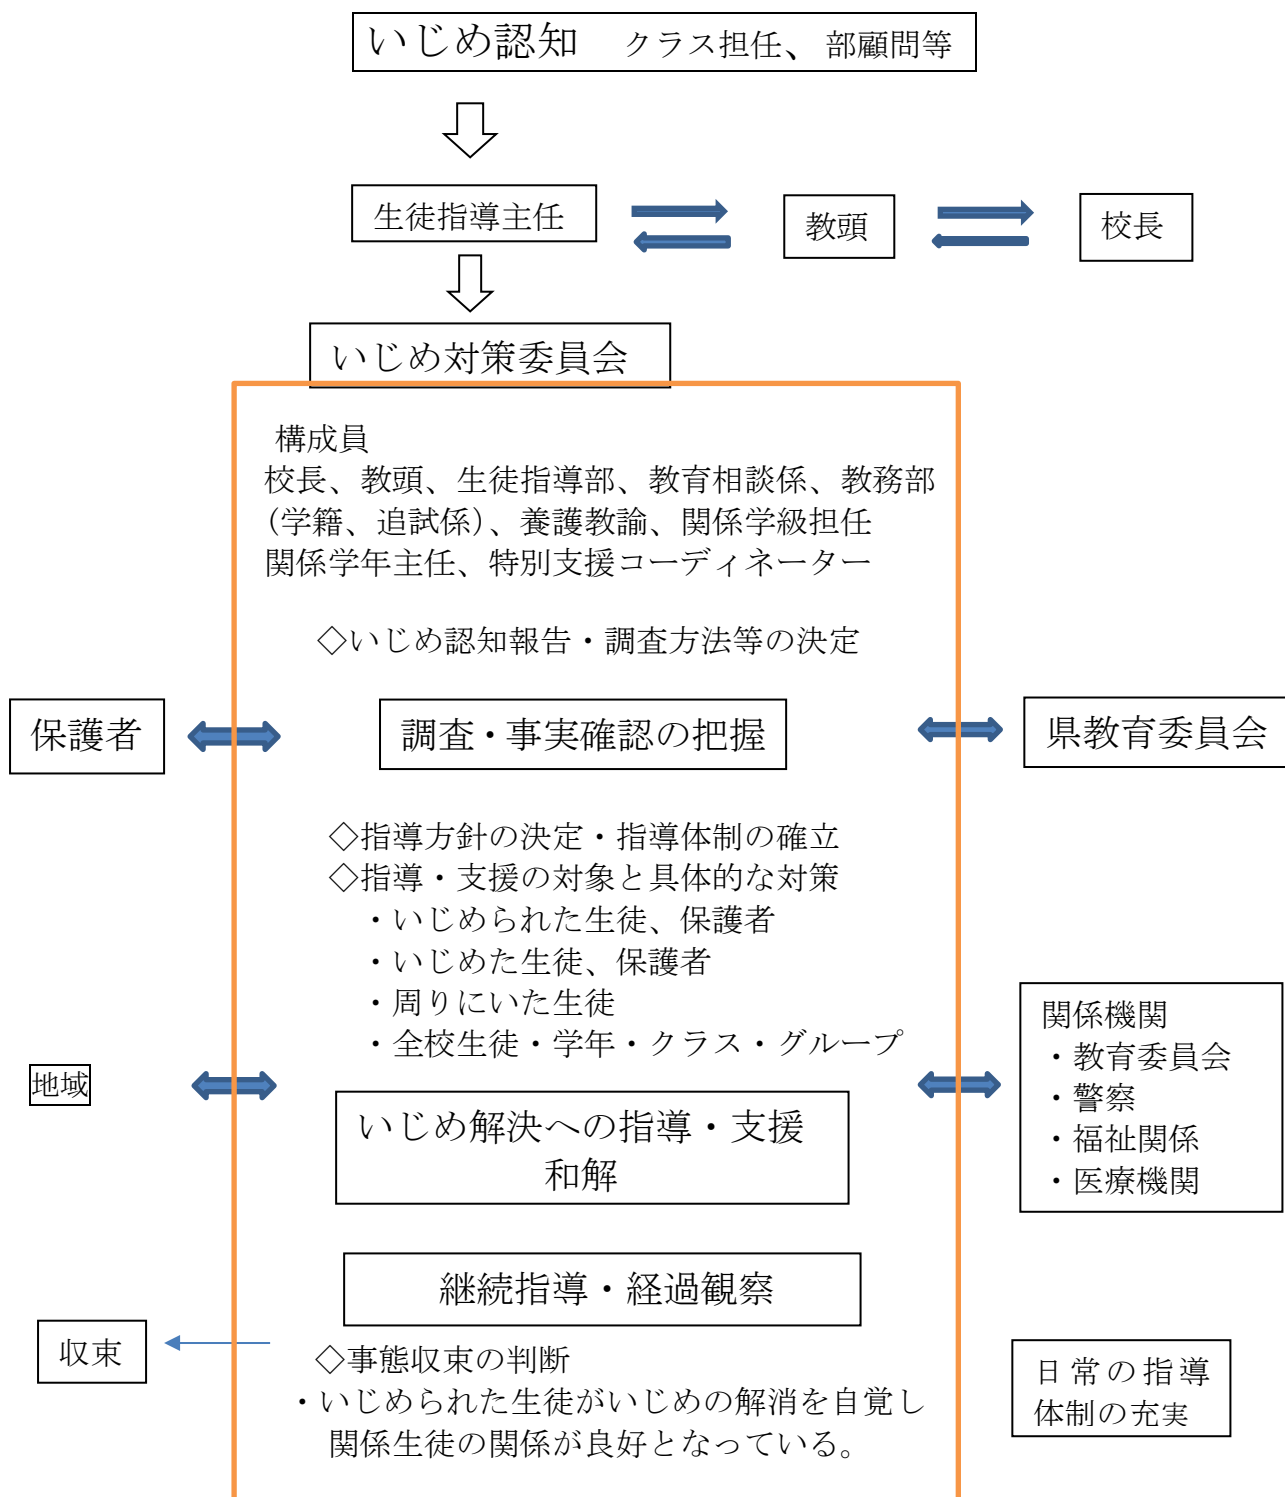 いじめ認知　クラス担任、部顧問等
生徒指導主任
教頭
校長
いじめ対策委員会
構成員
校長、教頭、生徒指導部、教育相談係、教務部
(学籍、追試係)、養護教諭、関係学級担任
関係学年主任、特別支援コーディネーター
◇いじめ認知報告・調査方法等の決定
保護者
調査・事実確認の把握
県教育委員会
◇指導方針の決定・指導体制の確立
◇指導・支援の対象と具体的な対策
・いじめられた生徒、保護者
・いじめた生徒、保護者
・周りにいた生徒
・全校生徒・学年・クラス・グループ
地域
いじめ解決への指導・支援
和解
関係機関
・教育委員会
・警察
・福祉関係
・医療機関
継続指導・経過観察
収束
◇事態収束の判断
・いじめられた生徒がいじめの解消を自覚し
関係生徒の関係が良好となっている。
日常の指導
体制の充実